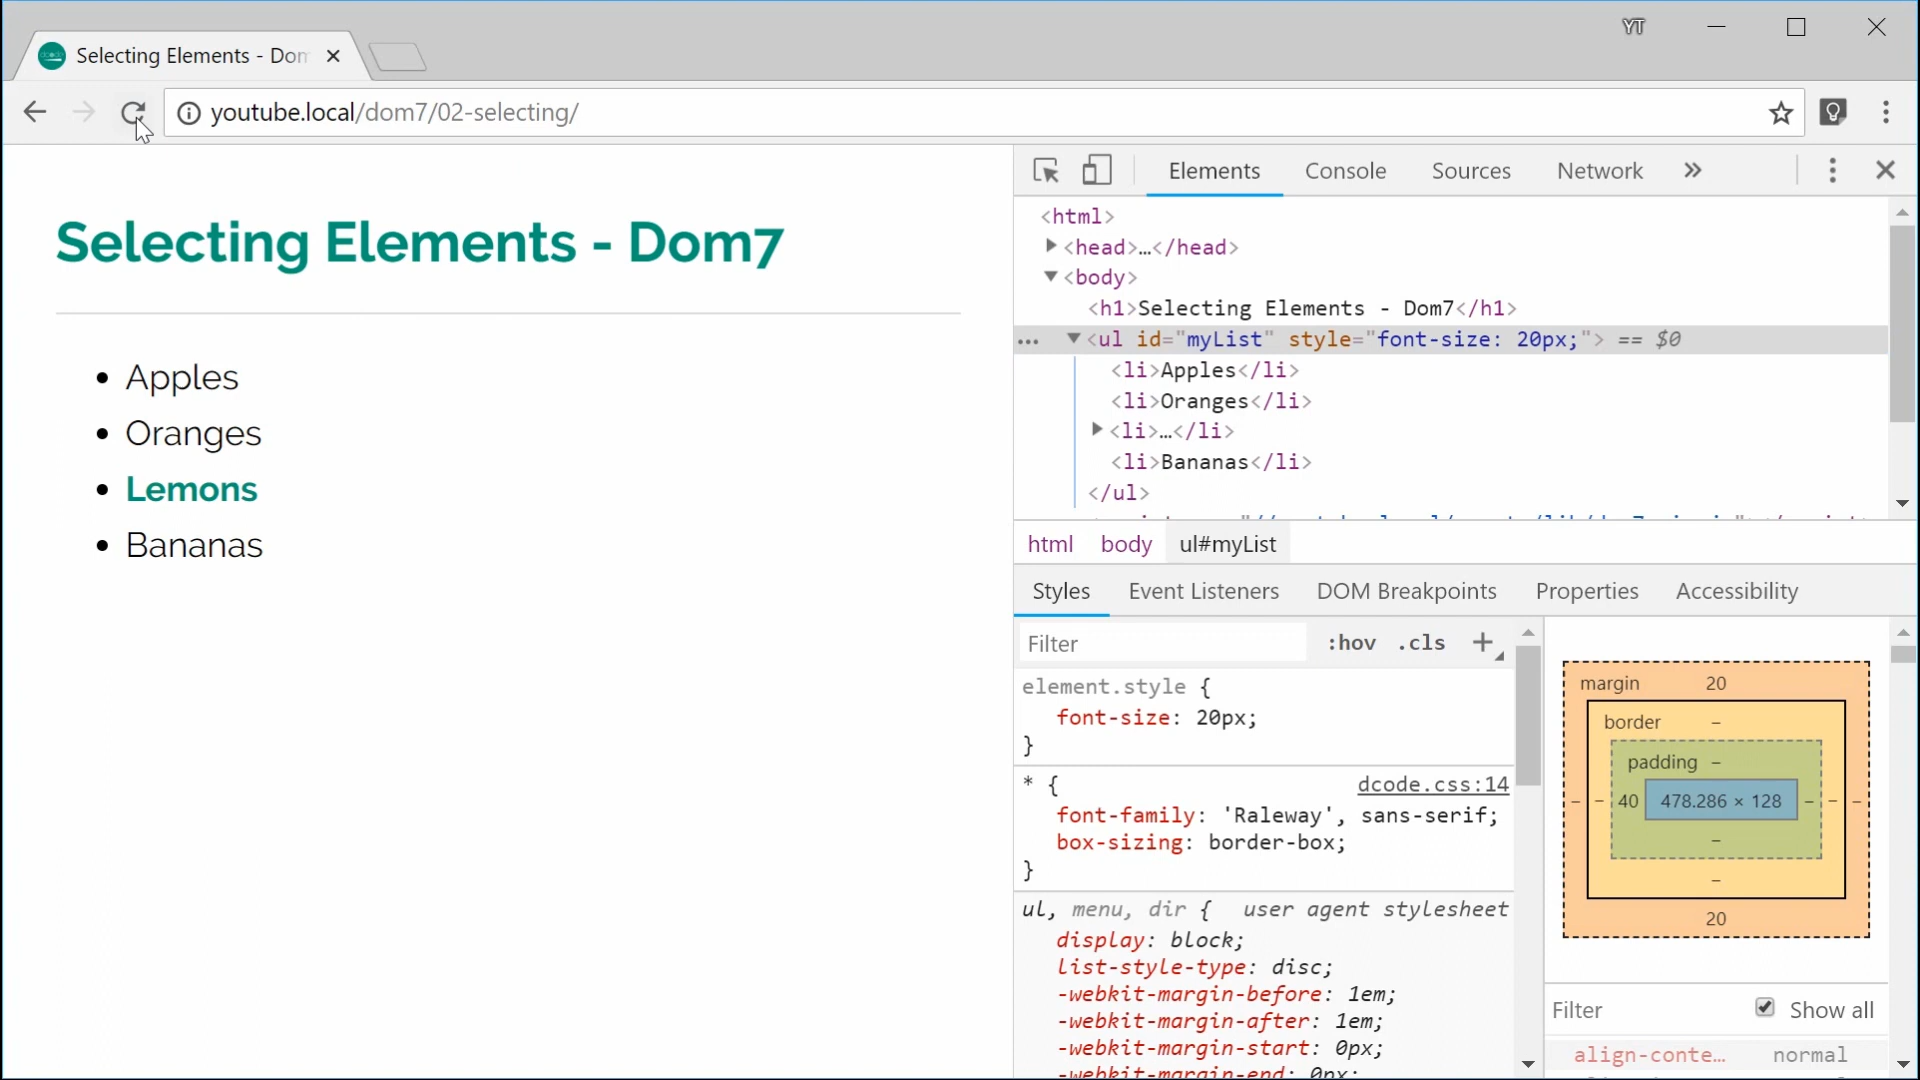 YT
Selecting Elements - Dom
youtube.local/dom7/02-selecting/
Selecting Elements - Dom7
• Apples
• Oranges
• Lemons
• Bananas
Elements Console Sources Network »
<html>
<head>…</head>
<body>
<h1>Selecting Elements - Dom7</h1>
… <ul id="myList" style="font-size: 20px;"> == $0
<li>Apples</li>
<li>Oranges</li>
<li>…</li>
<li>Bananas</li>
</ul>
html body ul#myList
Styles Event Listeners DOM Breakpoints Properties Accessibility
Filter :hov .cls +
element.style {
font-size: 20px;
}
* { dcode.css:14
font-family: 'Raleway', sans-serif;
box-sizing: border-box;
}
ul, menu, dir { user agent stylesheet
display: block;
list-style-type: disc;
-webkit-margin-before: 1em;
-webkit-margin-after: 1em;
-webkit-margin-start: 0px;
-webkit-margin-end: 0px;
margin 20
border –
padding –
– – 40 478.286 × 128 – – –
–
–
20
Filter Show all
align-conte… normal